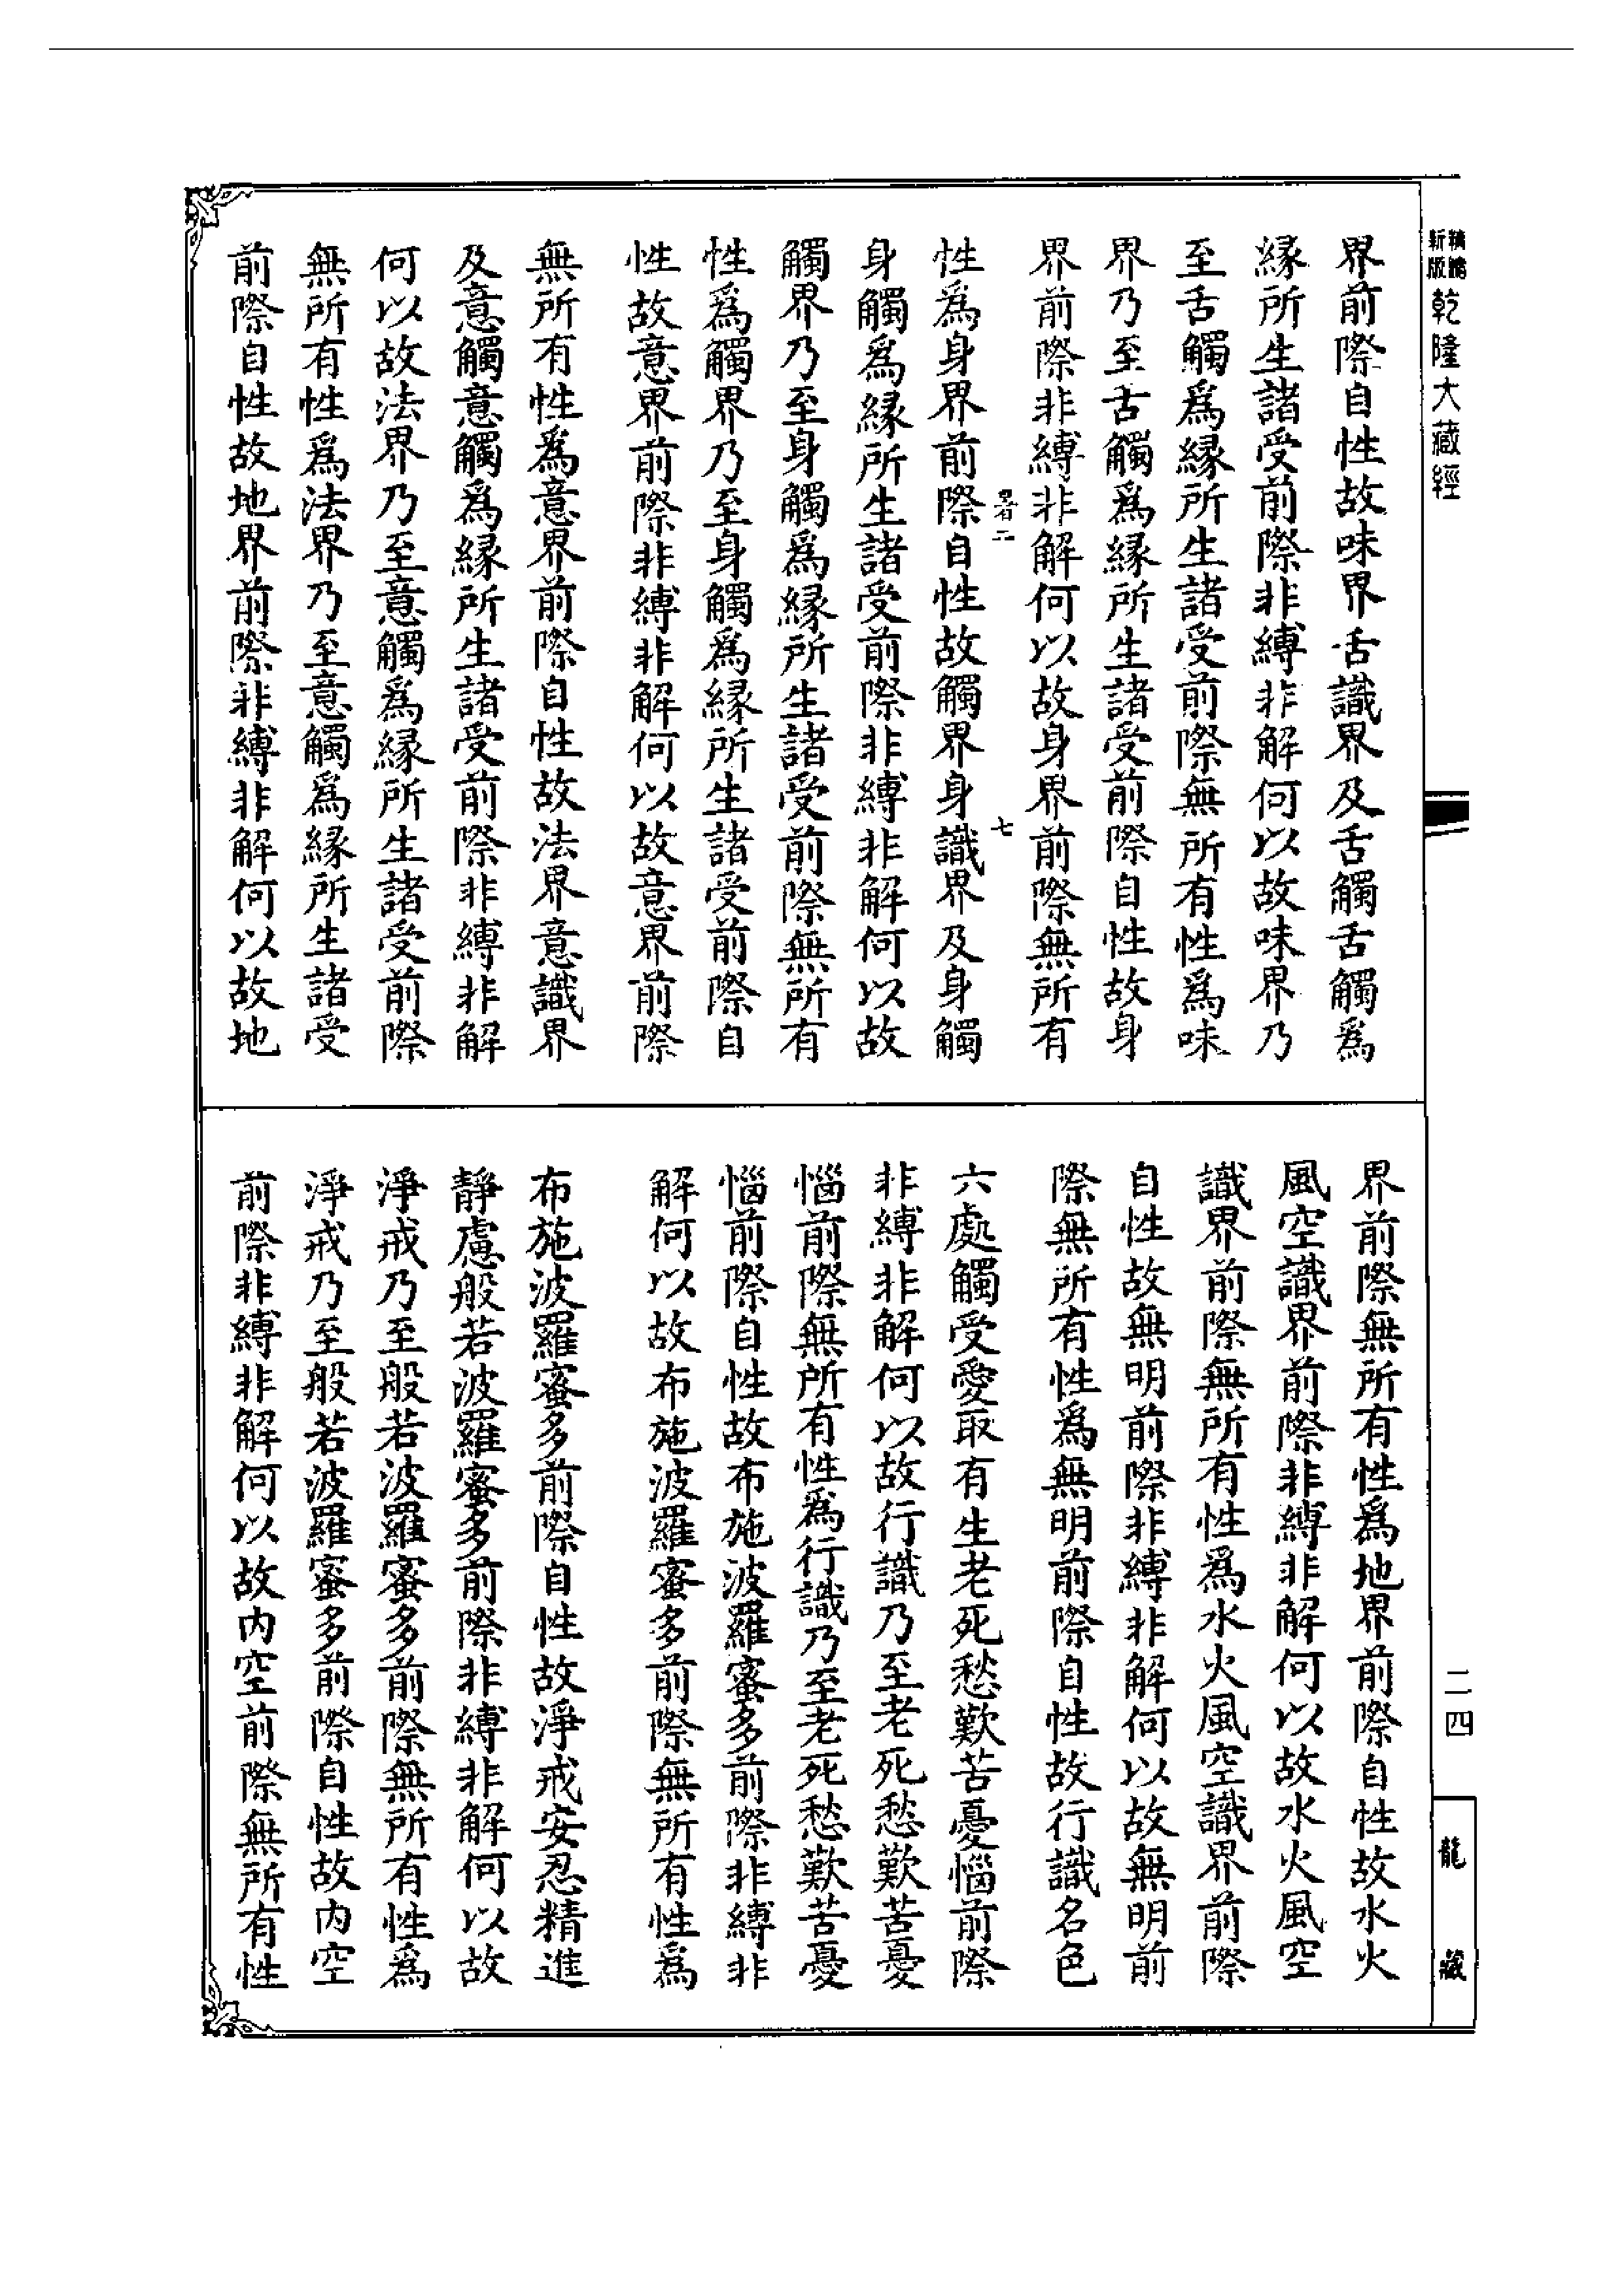 乾隆大藏經
界前際自性故味界舌識界及舌觸舌觸爲
緣所生諸受前際非縛非解何以故味界乃
至舌觸爲緣所生諸受前際無所有性爲味
界乃至舌觸爲緣所生諸受前際自性故身
界前際非縛非解何以故身界前際無所有
二 七
性爲身界前際自性故觸界身識界及身觸
身觸爲緣所生諸受前際非縛非解何以故
觸界乃至身觸爲緣所生諸受前際無所有
性爲觸界乃至身觸爲緣所生諸受前際自
性故意界前際非縛非解何以故意界前際
無所有性爲意界前際自性故法界意識界
及意觸意觸爲緣所生諸受前際非縛非解
何以故法界乃至意觸爲緣所生諸受前際
無所有性爲法界乃至意觸爲緣所生諸受
前際自性故地界前際非縛非解何以故地
界前際無所有性爲地界前際自性故水火
風空識界前際非縛非解何以故水火風空
識界前際無所有性爲水火風空識界前際
自性故無明前際非縛非解何以故無明前
際無所有性爲無明前際自性故行識名色
六處觸受愛取有生老死愁歎苦憂惱前際
非縛非解何以故行識乃至老死愁歎苦憂
惱前際無所有性爲行識乃至老死愁歎苦憂
惱前際自性故布施波羅蜜多前際非縛非
解何以故布施波羅蜜多前際無所有性爲
布施波羅蜜多前際自性故淨戒安忍精進
靜慮般若波羅蜜多前際非縛非解何以故
淨戒乃至般若波羅蜜多前際無所有性爲
淨戒乃至般若波羅蜜多前際自性故內空
前際非縛非解何以故內空前際無所有性
二四
龍藏